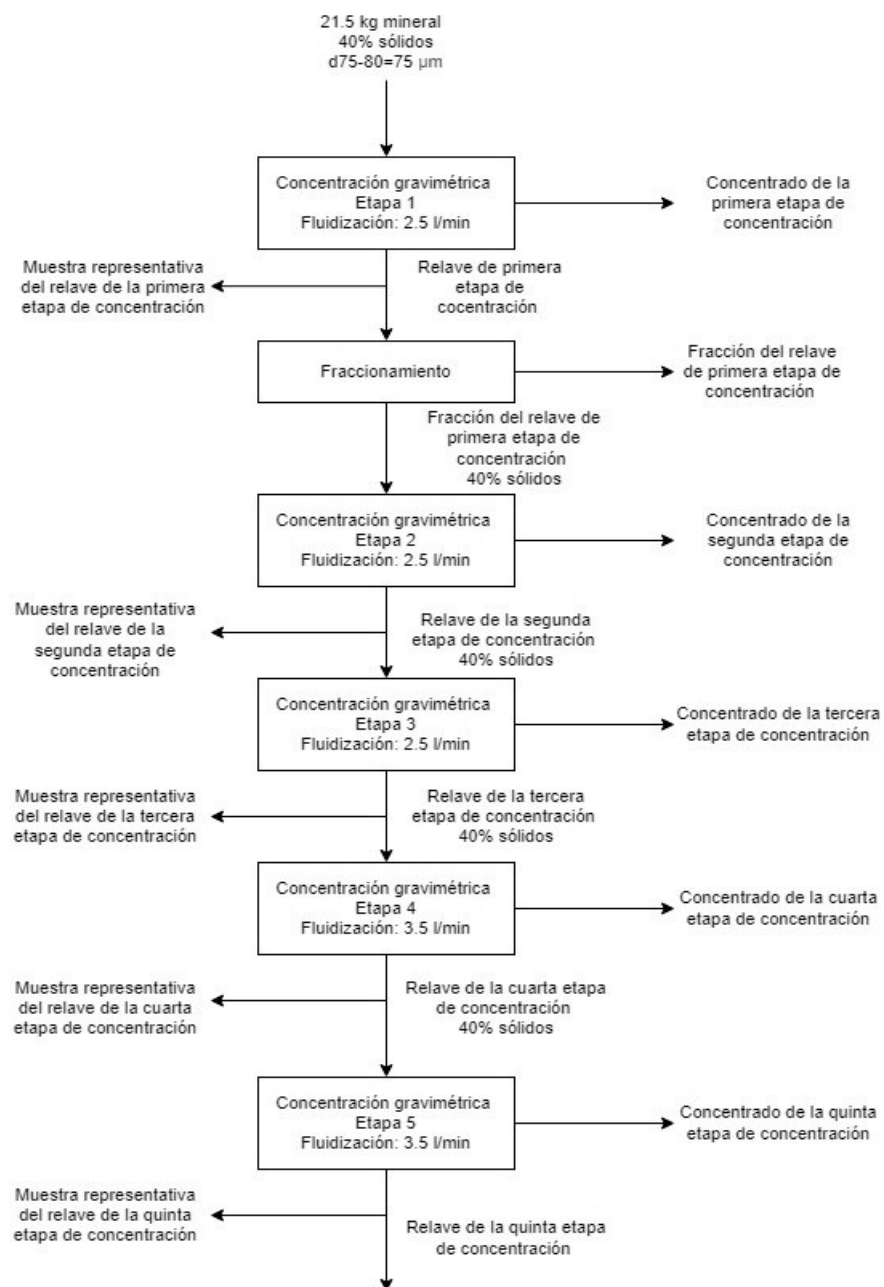 21.5 kg mineral
40% sólidos
d75-80=75 μm
Concentración gravimétrica
Etapa 1
Fluidización: 2.5 l/min
Concentrado de la
primera etapa de
concentración
Muestra representativa
del relave de la primera
etapa de concentración
Relave de primera
etapa de
cocentración
Fraccionamiento
Fracción del relave
de primera etapa de
concentración
Fracción del relave de
primera etapa de
concentración
40% sólidos
Concentración gravimétrica
Etapa 2
Fluidización: 2.5 l/min
Concentrado de la
segunda etapa de
concentración
Muestra representativa
del relave de la
segunda etapa de
concentración
Relave de la segunda
etapa de concentración
40% sólidos
Concentración gravimétrica
Etapa 3
Fluidización: 2.5 l/min
Concentrado de la tercera
etapa de concentración
Muestra representativa
del relave de la tercera
etapa de concentración
Relave de la tercera
etapa de concentración
40% sólidos
Concentración gravimétrica
Etapa 4
Fluidización: 3.5 l/min
Concentrado de la cuarta
etapa de concentración
Muestra representativa
del relave de la cuarta
etapa de concentración
Relave de la cuarta etapa
de concentración
40% sólidos
Concentración gravimétrica
Etapa 5
Fluidización: 3.5 l/min
Concentrado de la quinta
etapa de concentración
Muestra representativa
del relave de la quinta
etapa de concentración
Relave de la quinta etapa
de concentración